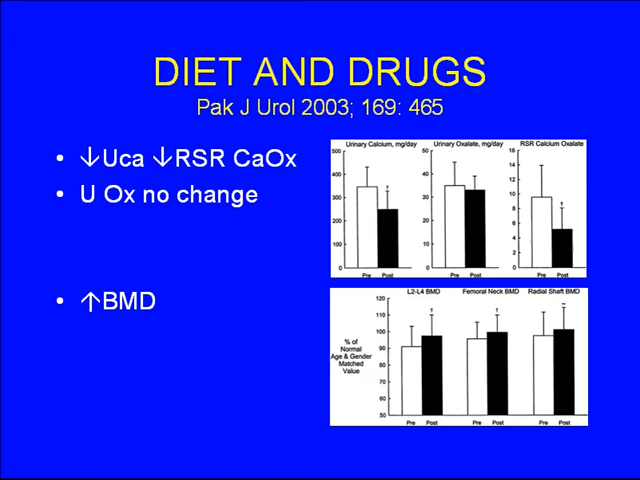 DIET AND DRUGS
Pak J Urol 2003; 169: 465
• ↓Uca ↓RSR CaOx
• U Ox no change
• ↑BMD
Urinary Calcium, mg/day
500
400
300
200
100
0
†
Pre Post
Urinary Oxalate, mg/day
50
40
30
20
10
0
Pre Post
RSR Calcium Oxalate
16
14
12
10
8
6
4
2
0
†
Pre Post
L2-L4 BMD Femoral Neck BMD Radial Shaft BMD
% of
Normal
Age & Gender
Matched
Value
120
110
100
90
80
70
60
50
† † **
Pre Post Pre Post Pre Post